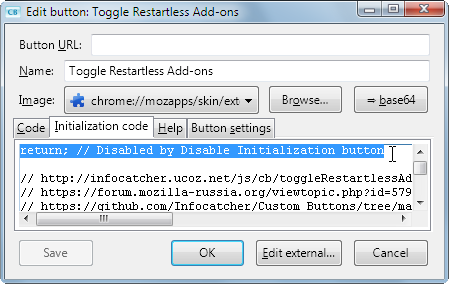 CB Edit button: Toggle Restartless Add-ons
Button URL:
Name: Toggle Restartless Add-ons
Image: chrome://mozapps/skin/ext Browse... ⇒ base64
Code Initialization code Help Button settings
return; // Disabled by Disable Initialization button
// http://infocatcher.ucoz.net/js/cb/toggleRestartlessAd
// https://forum.mozilla-russia.org/viewtopic.php?id=579
// https://github.com/Infocatcher/Custom_Buttons/tree/ma
Save OK Edit external... Cancel